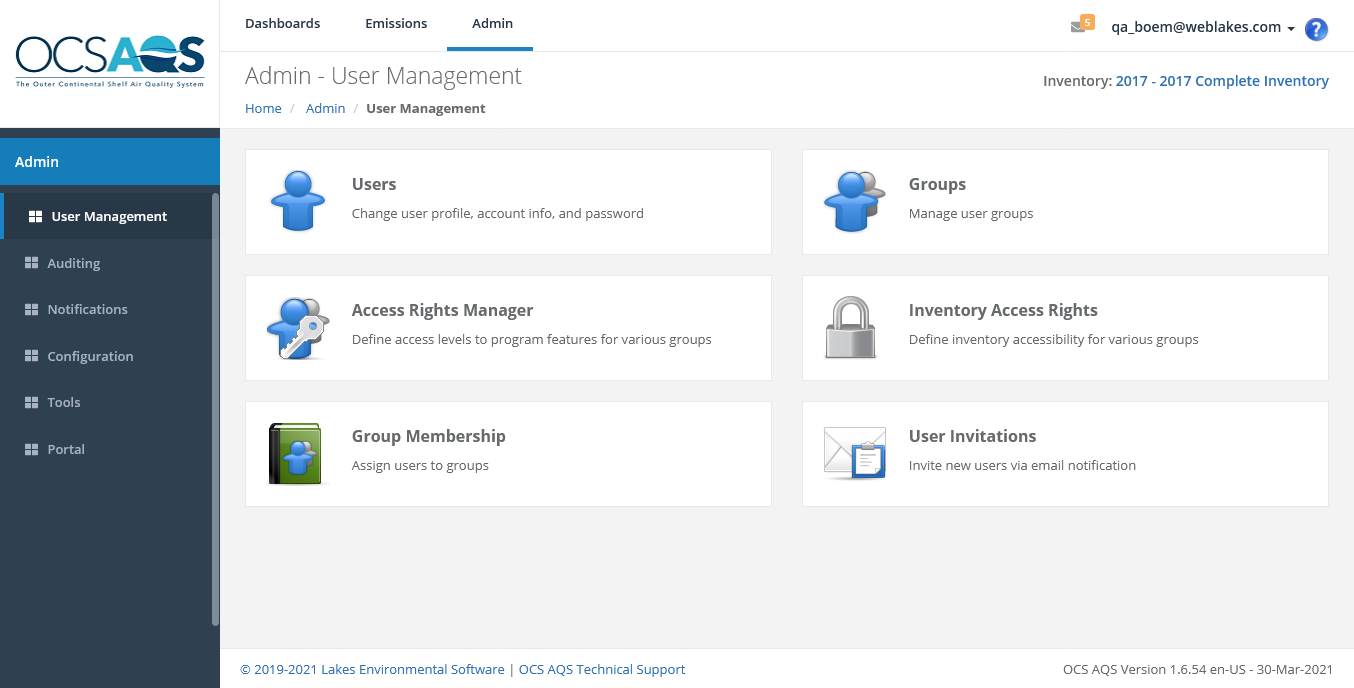 OCSAQS
The Outer Continental Shelf Air Quality System
Dashboards Emissions Admin
5 qa_boem@weblakes.com ?
Admin - User Management
Inventory: 2017 - 2017 Complete Inventory
Home / Admin / User Management
Admin
User Management
Auditing
Notifications
Configuration
Tools
Portal
Users
Change user profile, account info, and password
Groups
Manage user groups
Access Rights Manager
Define access levels to program features for various groups
Inventory Access Rights
Define inventory accessibility for various groups
Group Membership
Assign users to groups
User Invitations
Invite new users via email notification
© 2019-2021 Lakes Environmental Software | OCS AQS Technical Support
OCS AQS Version 1.6.54 en-US - 30-Mar-2021